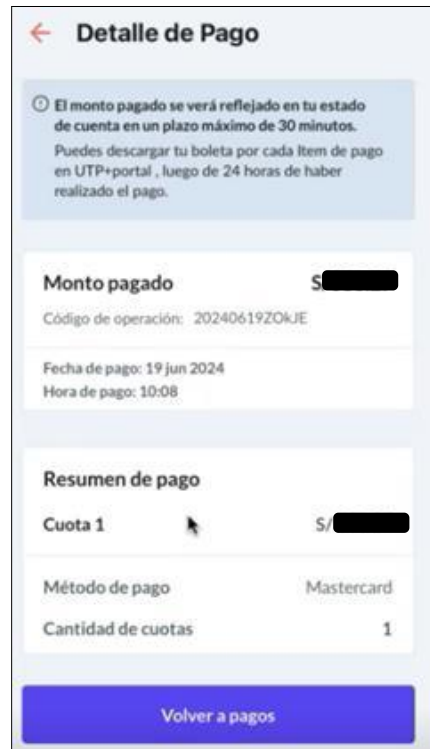 Detalle de Pago
El monto pagado se verá reflejado en tu estado
de cuenta en un plazo máximo de 30 minutos.
Puedes descargar tu boleta por cada Item de pago
en UTP+portal , luego de 24 horas de haber
realizado el pago.
Monto pagado S
Código de operación: 20240619ZOkJE
Fecha de pago: 19 jun 2024
Hora de pago: 10:08
Resumen de pago
Cuota 1 S/
Método de pago Mastercard
Cantidad de cuotas 1
Volver a pagos